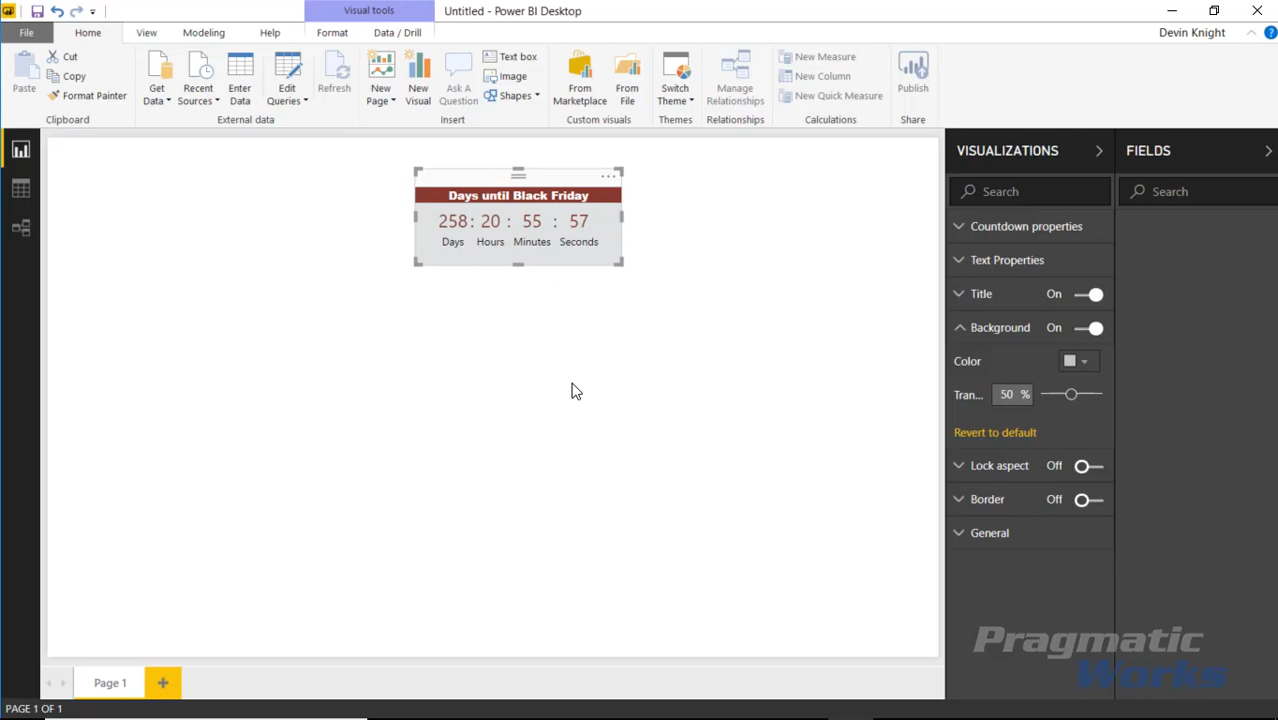 Visual tools
Untitled - Power BI Desktop
File
Home
View
Modeling
Help
Format
Data / Drill
Devin Knight
?
Paste
Cut
Copy
Format Painter
Clipboard
Get Data
Recent Sources
Enter Data
Edit Queries
Refresh
External data
New Page
New Visual
Ask A Question
Text box
Image
Shapes
Insert
From Marketplace
From File
Custom visuals
Switch Theme
Themes
Manage Relationships
Relationships
New Measure
New Column
New Quick Measure
Calculations
Publish
Share
Days until Black Friday
258 : 20 : 55 : 57
Days Hours Minutes Seconds
VISUALIZATIONS
Search
Countdown properties
Text Properties
Title On
Background On
Color
Tran... 50 %
Revert to default
Lock aspect Off
Border Off
General
FIELDS
Search
Pragmatic
Works
Page 1
PAGE 1 OF 1